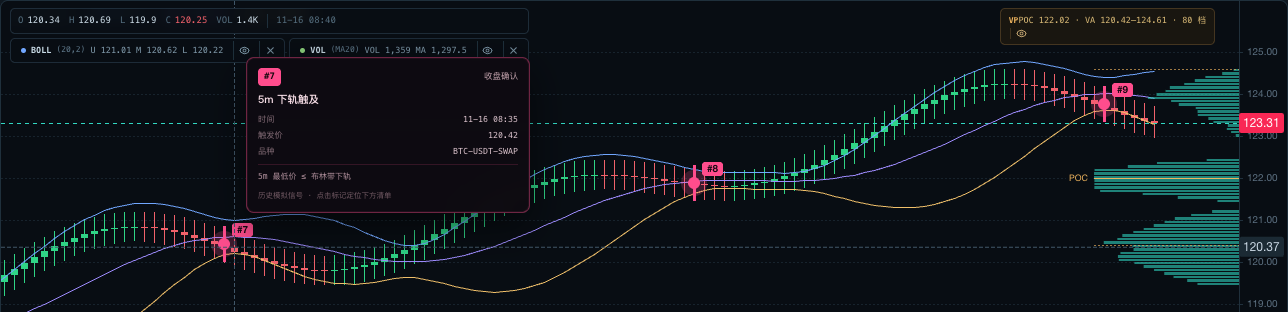 O 120.34 H 120.69 L 119.9 C 120.25 VOL 1.4K 11-16 08:40
BOLL (20,2) U 121.01 M 120.62 L 120.22
VOL (MA20) VOL 1,359 MA 1,297.5
VPPOC 122.02 · VA 120.42–124.61 · 80 档
#7 收盘确认
5m 下轨触及
时间 11-16 08:35
触发价 120.42
品种 BTC-USDT-SWAP
5m 最低价 ≤ 布林带下轨
历史模拟信号 · 点击标记定位下方清单
#7
#8
#9
POC
125.00
124.00
123.31
123.00
122.00
121.00
120.37
120.00
119.00